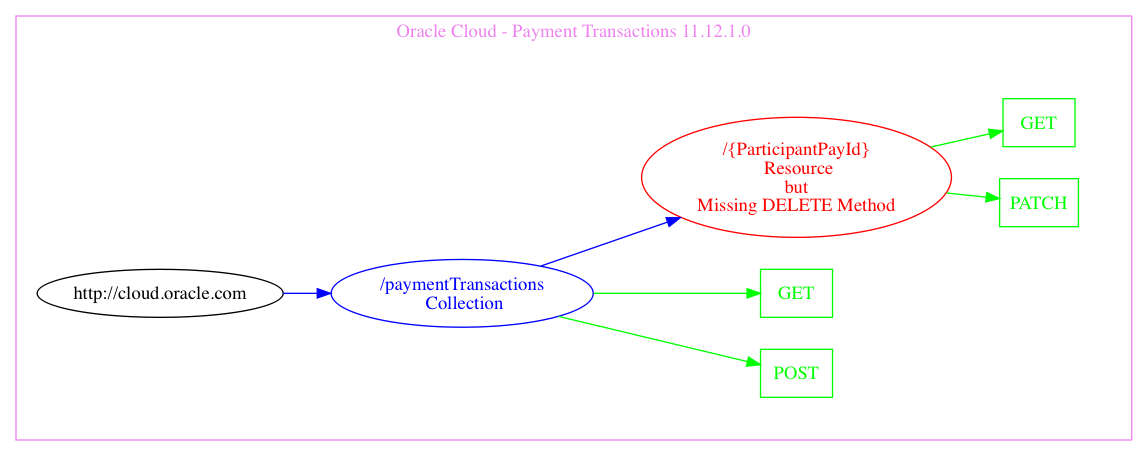 Oracle Cloud - Payment Transactions 11.12.1.0
http://cloud.oracle.com
/paymentTransactions
Collection
/{ParticipantPayId}
Resource
but
Missing DELETE Method
GET
PATCH
GET
POST